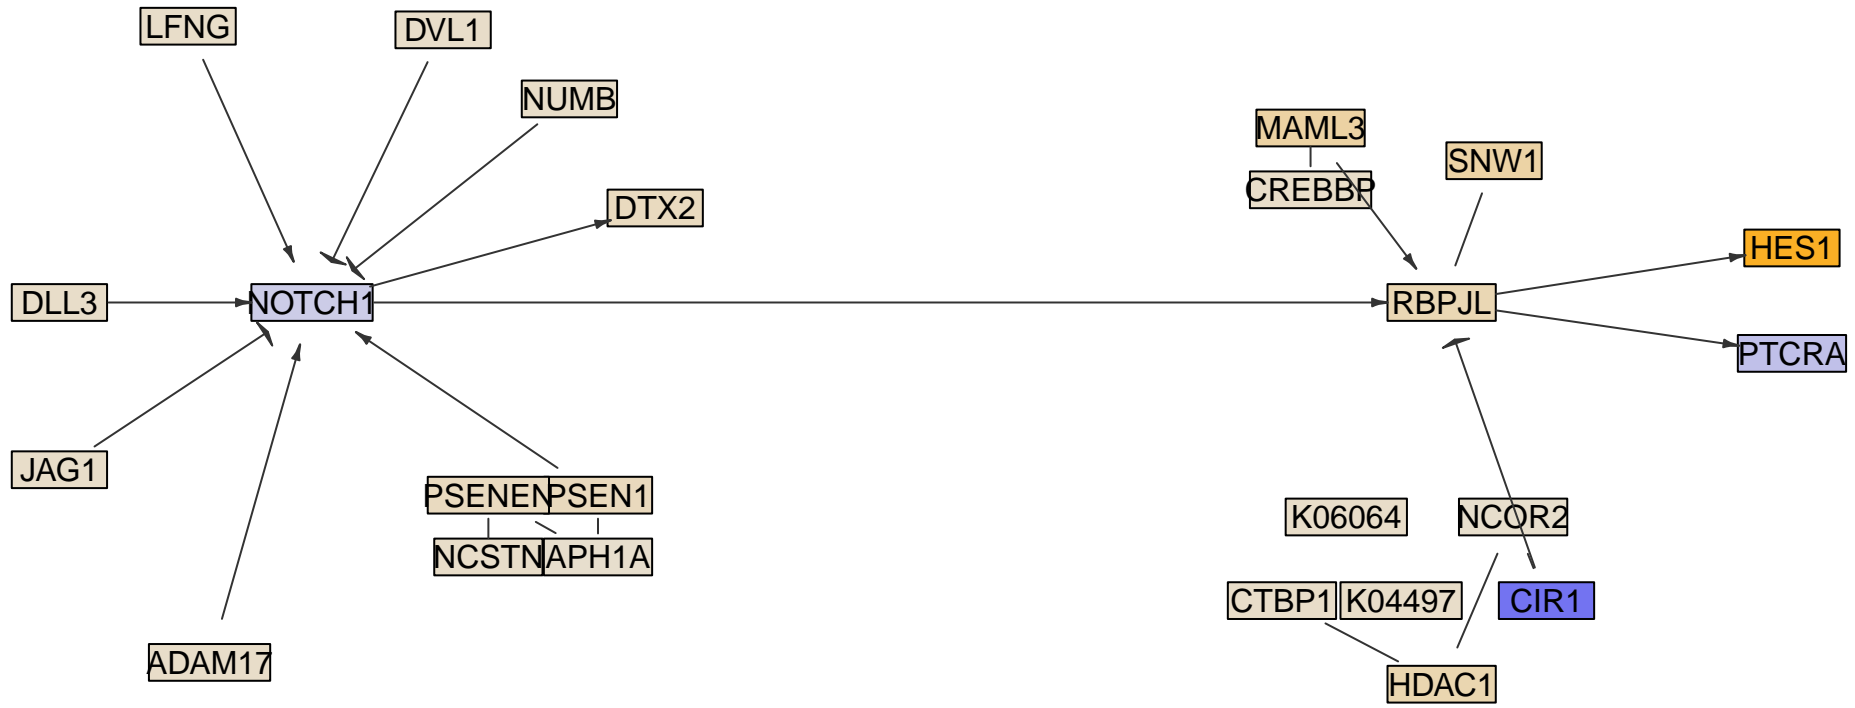 LFNG
DVL1
NUMB
MAML3
SNW1
CREBBP
DTX2
HES1
DLL3
NOTCH1
RBPJL
PTCRA
JAG1
PSENEN
PSEN1
K06064
NCOR2
NCSTN
APH1A
CTBP1
K04497
CIR1
ADAM17
HDAC1